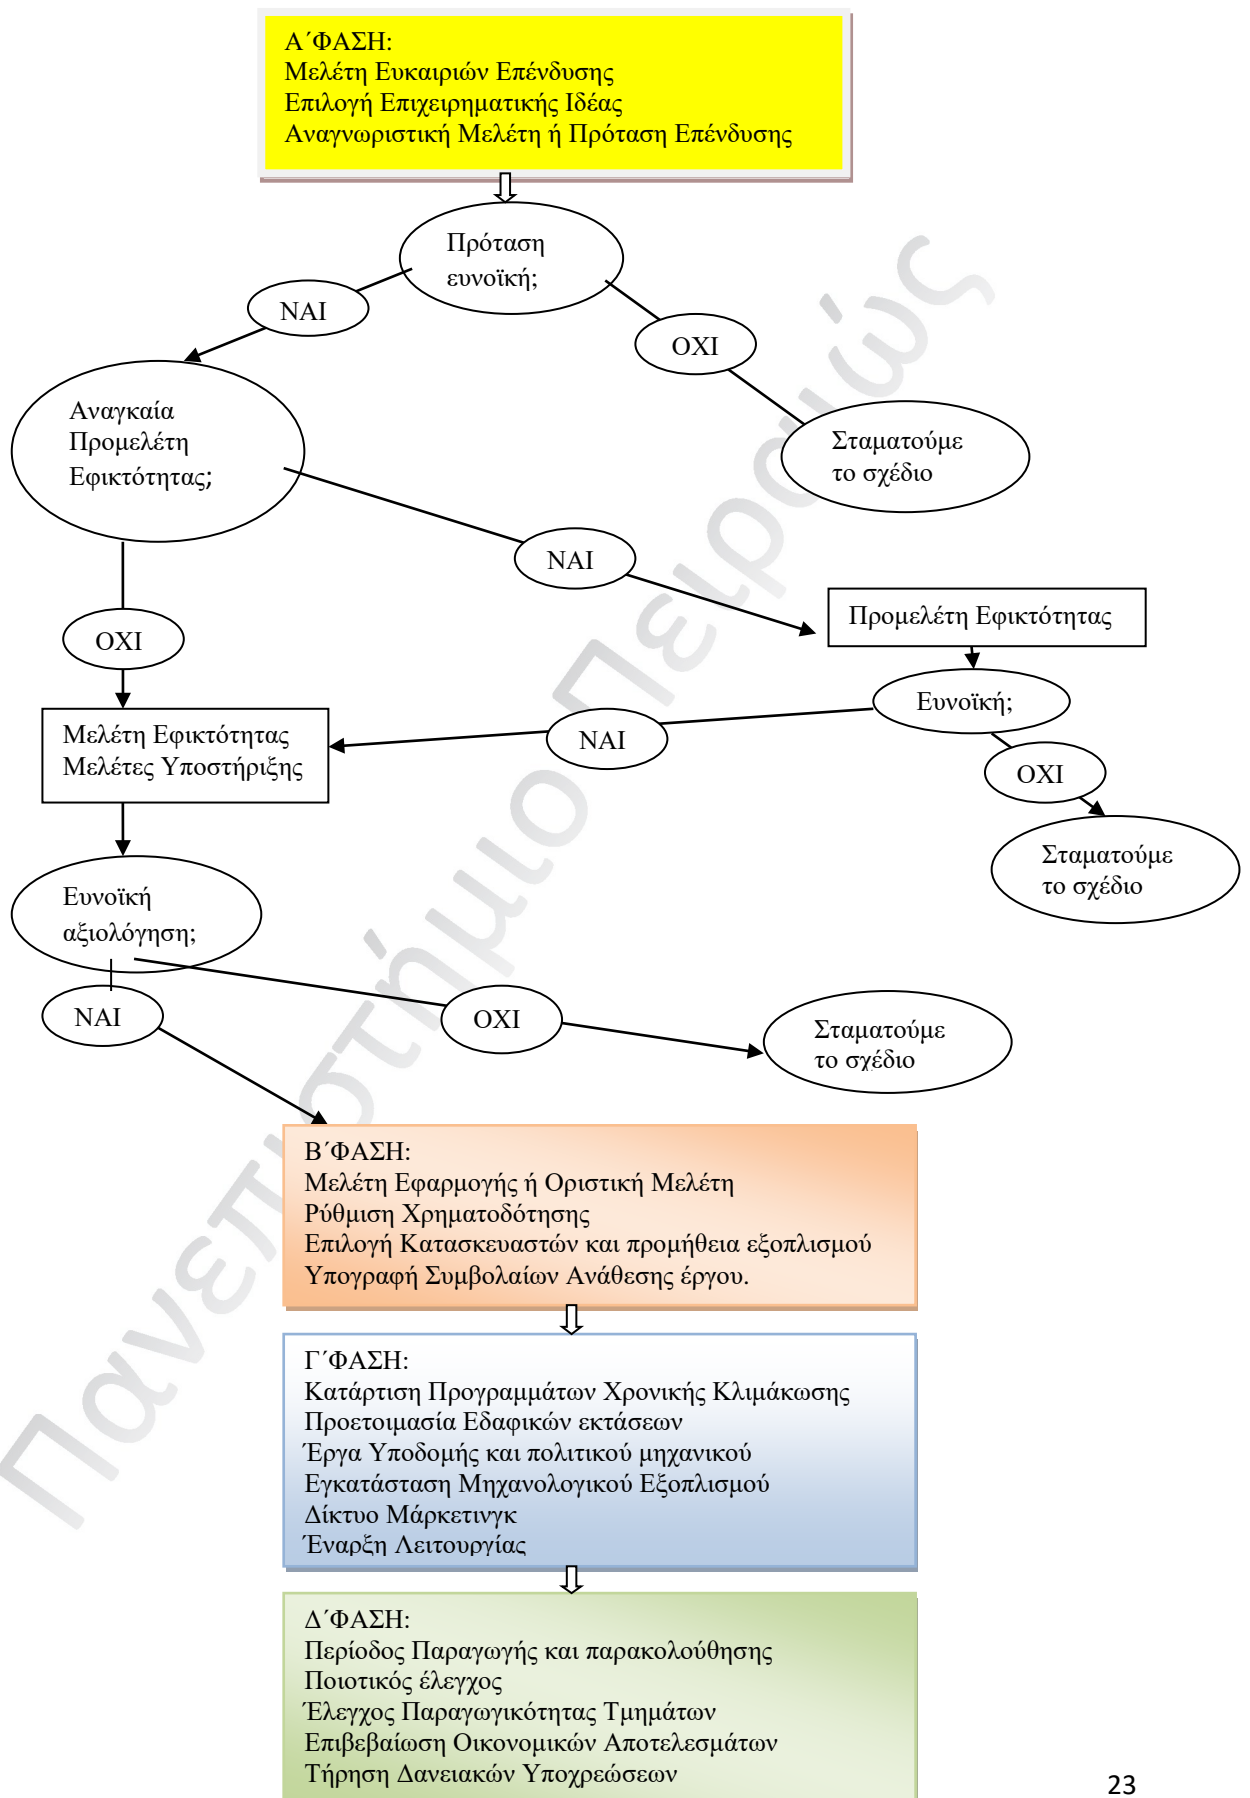 Α΄ΦΑΣΗ:
Μελέτη Ευκαιριών Επένδυσης
Επιλογή Επιχειρηματικής Ιδέας
Αναγνωριστική Μελέτη ή Πρόταση Επένδυσης
Πρόταση
ευνοϊκή;
ΝΑΙ
ΟΧΙ
Αναγκαία
Προμελέτη
Εφικτότητας;
Σταματούμε
το σχέδιο
ΝΑΙ
ΟΧΙ
Προμελέτη Εφικτότητας
Ευνοϊκή;
ΝΑΙ
Μελέτη Εφικτότητας
Μελέτες Υποστήριξης
ΟΧΙ
Σταματούμε
το σχέδιο
Ευνοϊκή
αξιολόγηση;
ΝΑΙ
ΟΧΙ
Σταματούμε
το σχέδιο
Β΄ΦΑΣΗ:
Μελέτη Εφαρμογής ή Οριστική Μελέτη
Ρύθμιση Χρηματοδότησης
Επιλογή Κατασκευαστών και προμήθεια εξοπλισμού
Υπογραφή Συμβολαίων Ανάθεσης έργου.
Γ΄ΦΑΣΗ:
Κατάρτιση Προγραμμάτων Χρονικής Κλιμάκωσης
Προετοιμασία Εδαφικών εκτάσεων
Έργα Υποδομής και πολιτικού μηχανικού
Εγκατάσταση Μηχανολογικού Εξοπλισμού
Δίκτυο Μάρκετινγκ
Έναρξη Λειτουργίας
Δ΄ΦΑΣΗ:
Περίοδος Παραγωγής και παρακολούθησης
Ποιοτικός έλεγχος
Έλεγχος Παραγωγικότητας Τμημάτων
Επιβεβαίωση Οικονομικών Αποτελεσμάτων
Τήρηση Δανειακών Υποχρεώσεων
23
Πανεπιστήμιο Πειραιώς